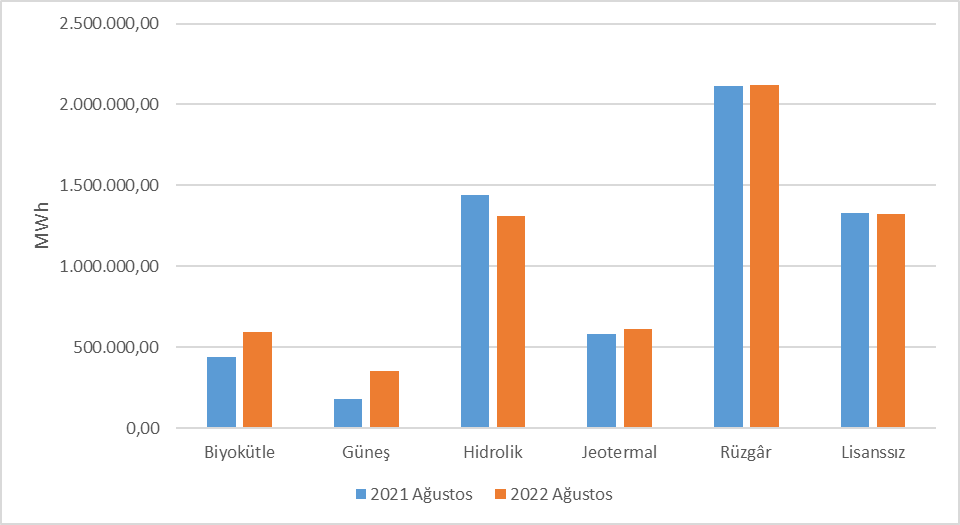 2.500.000,00
2.000.000,00
1.500.000,00
1.000.000,00
500.000,00
0,00
MWh
Biyokütle Güneş Hidrolik Jeotermal Rüzgâr Lisanssız
2021 Ağustos 2022 Ağustos